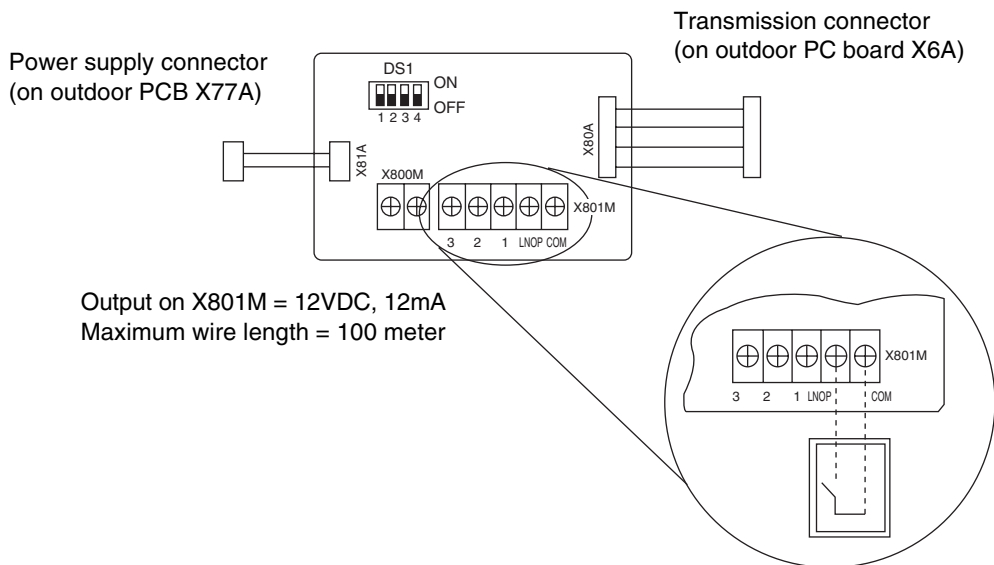 Transmission connector
(on outdoor PC board X6A)
Power supply connector
(on outdoor PCB X77A)
DS1
ON
OFF
1 2 3 4
X81A
X80A
X800M
X801M
3 2 1 LNOP COM
Output on X801M = 12VDC, 12mA
Maximum wire length = 100 meter
X801M
3 2 1 LNOP COM